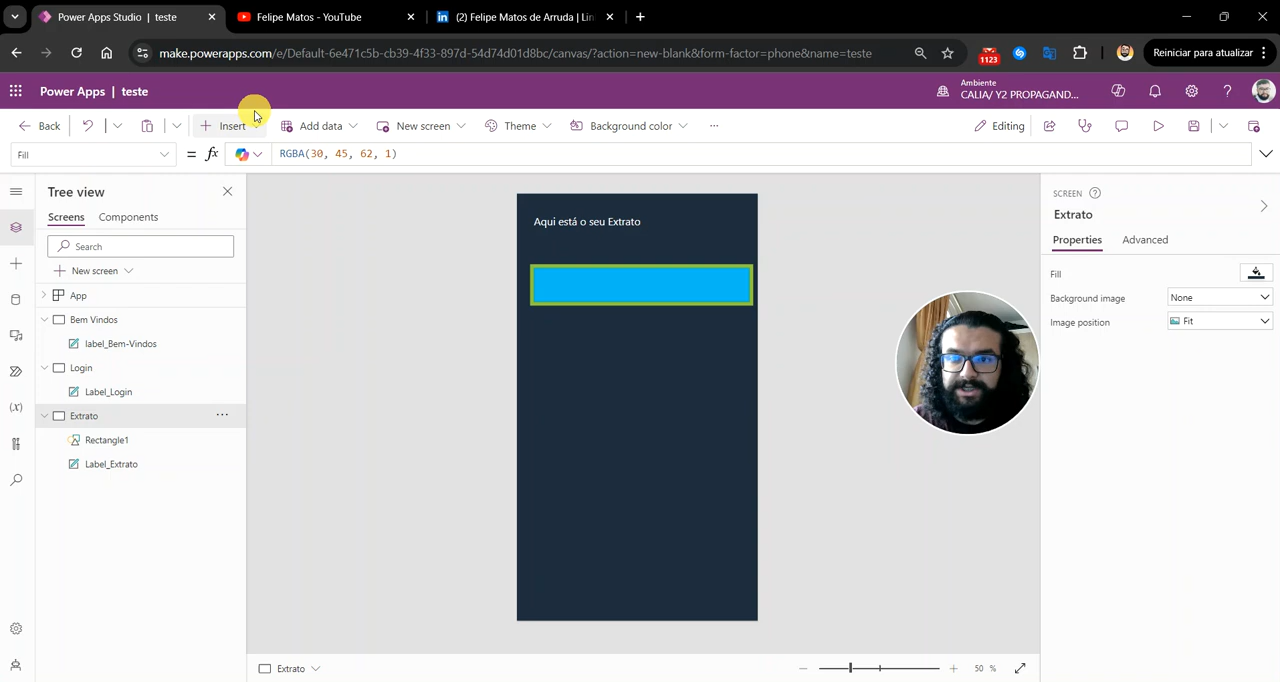 Power Apps Studio | teste
Felipe Matos - YouTube
(2) Felipe Matos de Arruda | Lin
make.powerapps.com/e/Default-6e471c5b-cb39-4f33-897d-54d74d01d8bc/canvas/?action=new-blank&form-factor=phone&name=teste
1123
Reiniciar para atualizar
Power Apps | teste
Ambiente
CALIA/ Y2 PROPAGAND...
Back
Insert
Add data
New screen
Theme
Background color
...
Editing
Fill
= fx
RGBA(30, 45, 62, 1)
Tree view
Screens
Components
Search
New screen
App
Bem Vindos
label_Bem-Vindos
Login
Label_Login
Extrato
...
Rectangle1
Label_Extrato
Aqui está o seu Extrato
SCREEN
Extrato
Properties
Advanced
Fill
Background image
None
Image position
Fit
Extrato
50 %